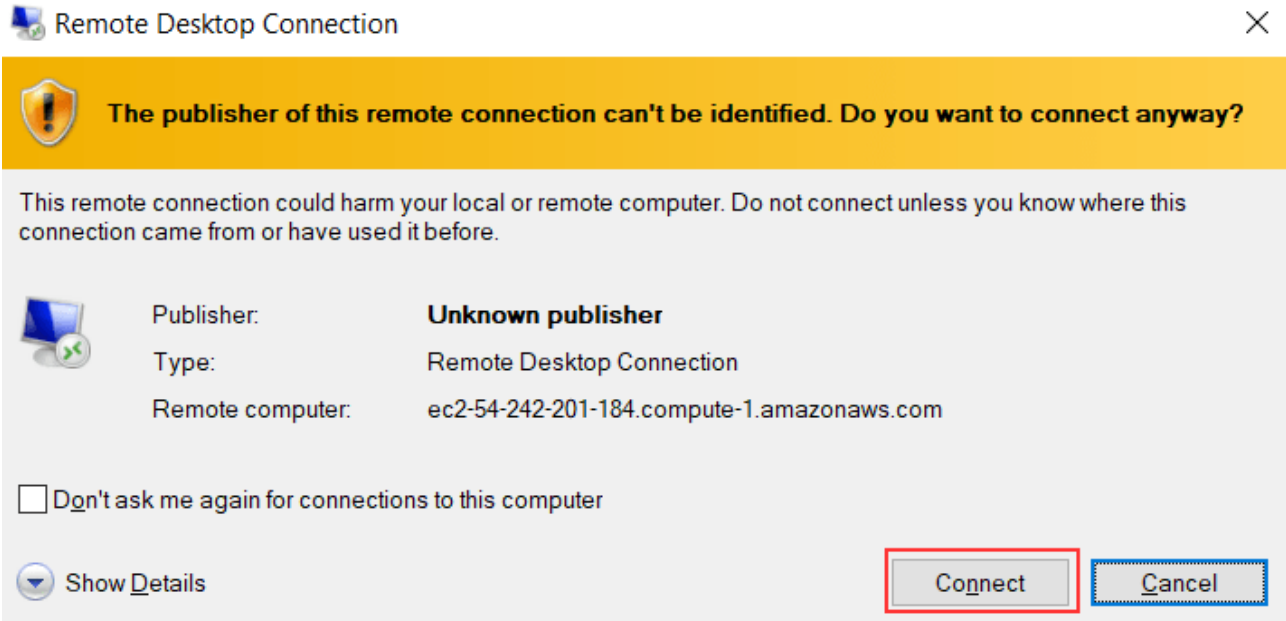 Remote Desktop Connection
The publisher of this remote connection can't be identified. Do you want to connect anyway?
This remote connection could harm your local or remote computer. Do not connect unless you know where this
connection came from or have used it before.
Publisher: Unknown publisher
Type: Remote Desktop Connection
Remote computer: ec2-54-242-201-184.compute-1.amazonaws.com
Don't ask me again for connections to this computer
Show Details Connect Cancel